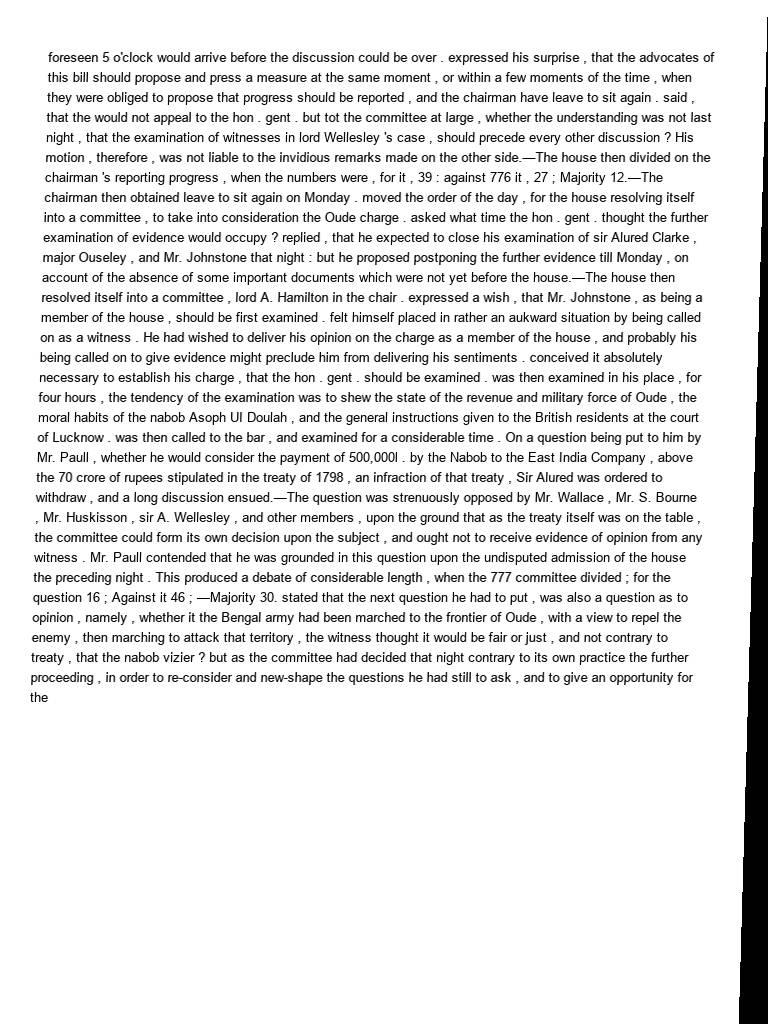 foreseen 5 o'clock would arrive before the discussion could be over . expressed his surprise , that the advocates of
this bill should propose and press a measure at the same moment , or within a few moments of the time , when
they were obliged to propose that progress should be reported , and the chairman have leave to sit again . said ,
that the would not appeal to the hon . gent . but tot the committee at large , whether the understanding was not last
night , that the examination of witnesses in lord Wellesley 's case , should precede every other discussion ? His
motion , therefore , was not liable to the invidious remarks made on the other side.—The house then divided on the
chairman 's reporting progress , when the numbers were , for it , 39 : against 776 it , 27 ; Majority 12.—The
chairman then obtained leave to sit again on Monday . moved the order of the day , for the house resolving itself
into a committee , to take into consideration the Oude charge . asked what time the hon . gent . thought the further
examination of evidence would occupy ? replied , that he expected to close his examination of sir Alured Clarke ,
major Ouseley , and Mr. Johnstone that night : but he proposed postponing the further evidence till Monday , on
account of the absence of some important documents which were not yet before the house.—The house then
resolved itself into a committee , lord A. Hamilton in the chair . expressed a wish , that Mr. Johnstone , as being a
member of the house , should be first examined . felt himself placed in rather an aukward situation by being called
on as a witness . He had wished to deliver his opinion on the charge as a member of the house , and probably his
being called on to give evidence might preclude him from delivering his sentiments . conceived it absolutely
necessary to establish his charge , that the hon . gent . should be examined . was then examined in his place , for
four hours , the tendency of the examination was to shew the state of the revenue and military force of Oude , the
moral habits of the nabob Asoph Ul Doulah , and the general instructions given to the British residents at the court
of Lucknow . was then called to the bar , and examined for a considerable time . On a question being put to him by
Mr. Paull , whether he would consider the payment of 500,000l . by the Nabob to the East India Company , above
the 70 crore of rupees stipulated in the treaty of 1798 , an infraction of that treaty , Sir Alured was ordered to
withdraw , and a long discussion ensued.—The question was strenuously opposed by Mr. Wallace , Mr. S. Bourne
, Mr. Huskisson , sir A. Wellesley , and other members , upon the ground that as the treaty itself was on the table ,
the committee could form its own decision upon the subject , and ought not to receive evidence of opinion from any
witness . Mr. Paull contended that he was grounded in this question upon the undisputed admission of the house
the preceding night . This produced a debate of considerable length , when the 777 committee divided ; for the
question 16 ; Against it 46 ; —Majority 30. stated that the next question he had to put , was also a question as to
opinion , namely , whether it the Bengal army had been marched to the frontier of Oude , with a view to repel the
enemy , then marching to attack that territory , the witness thought it would be fair or just , and not contrary to
treaty , that the nabob vizier ? but as the committee had decided that night contrary to its own practice the further
proceeding , in order to re-consider and new-shape the questions he had still to ask , and to give an opportunity for
the